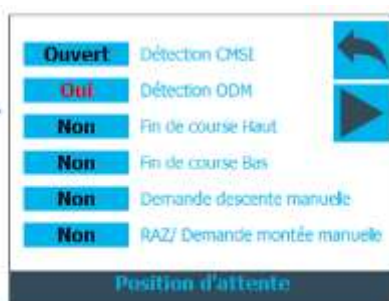 Ouvert Détection CMSI
Oui Détection ODM
Non Fin de course Haut
Non Fin de course Bas
Non Demande descente manuelle
Non RAZ/ Demande montée manuelle
Position d'attente